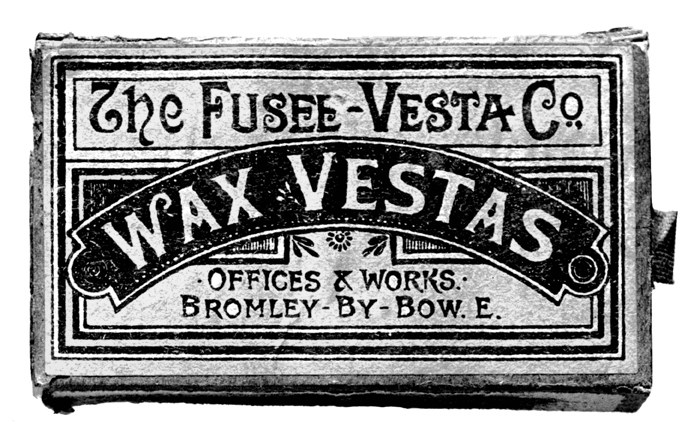 The FUSEE-VESTA Co.
WAX VESTAS
·OFFICES & WORKS.·
BROMLEY-BY-BOW. E.